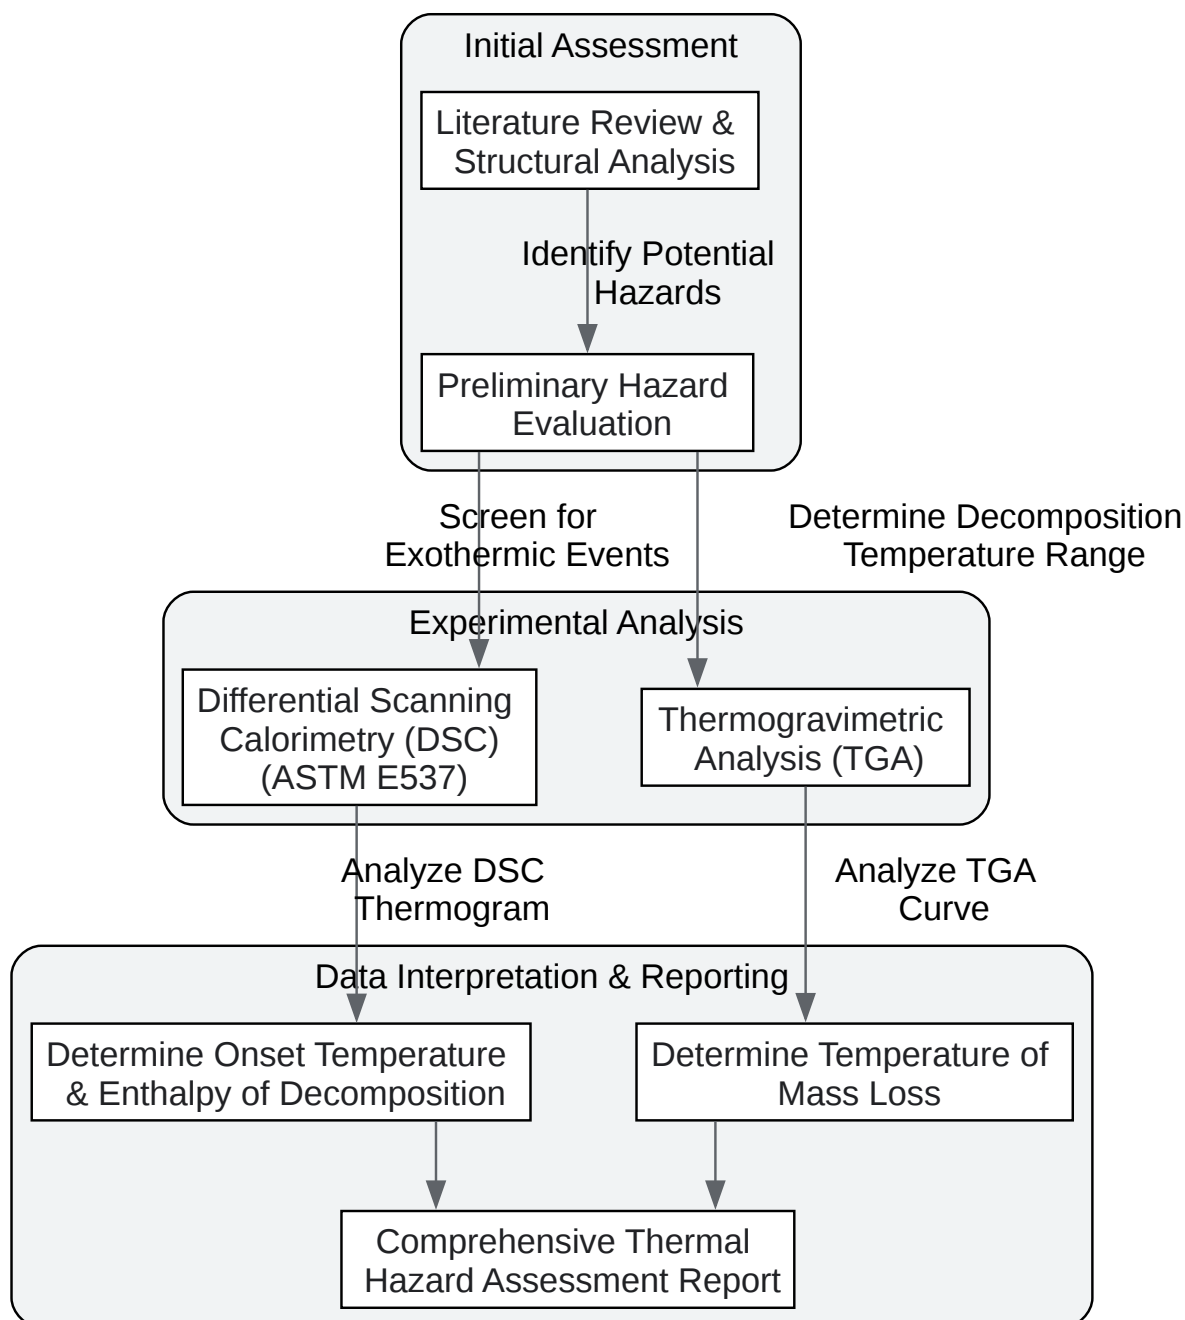 Initial Assessment
Literature Review &
Structural Analysis
Identify Potential
Hazards
Preliminary Hazard
Evaluation
Screen for
Exothermic Events
Determine Decomposition
Temperature Range
Experimental Analysis
Differential Scanning
Calorimetry (DSC)
(ASTM E537)
Thermogravimetric
Analysis (TGA)
Analyze DSC
Thermogram
Analyze TGA
Curve
Data Interpretation & Reporting
Determine Onset Temperature
& Enthalpy of Decomposition
Determine Temperature of
Mass Loss
Comprehensive Thermal
Hazard Assessment Report